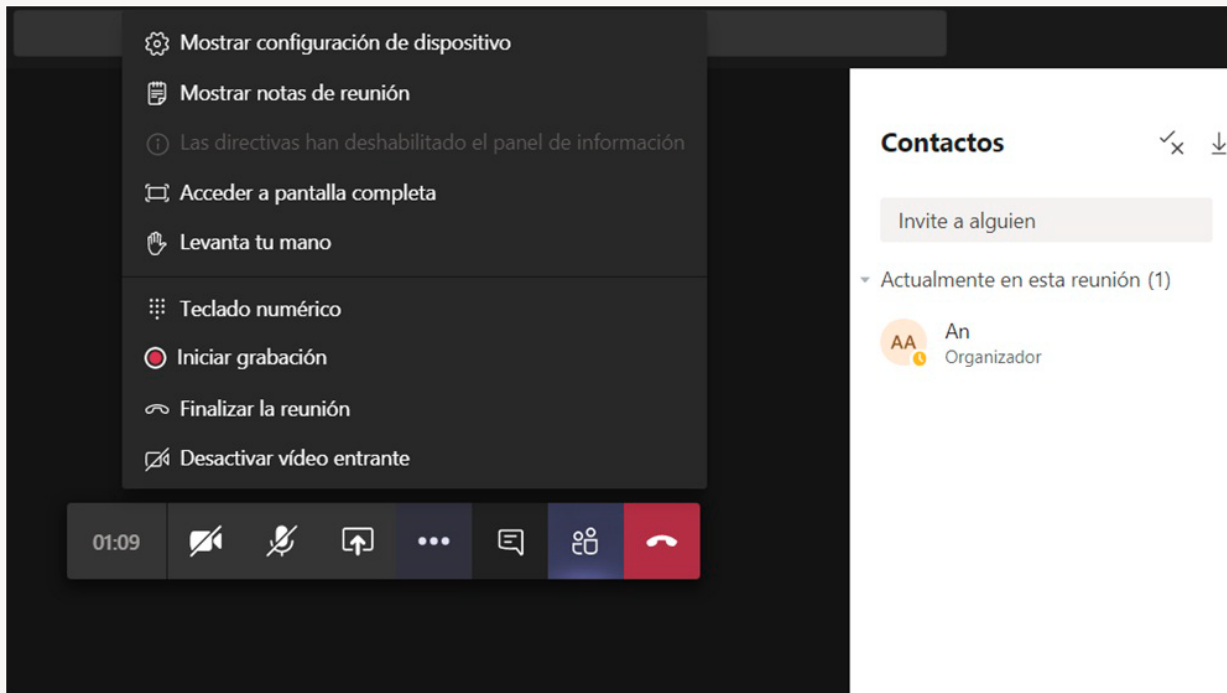 Mostrar configuración de dispositivo
Mostrar notas de reunión
Las directivas han deshabilitado el panel de información
Acceder a pantalla completa
Levanta tu mano
Teclado numérico
Iniciar grabación
Finalizar la reunión
Desactivar vídeo entrante
01:09
Contactos
Invite a alguien
Actualmente en esta reunión (1)
AA
An
Organizador